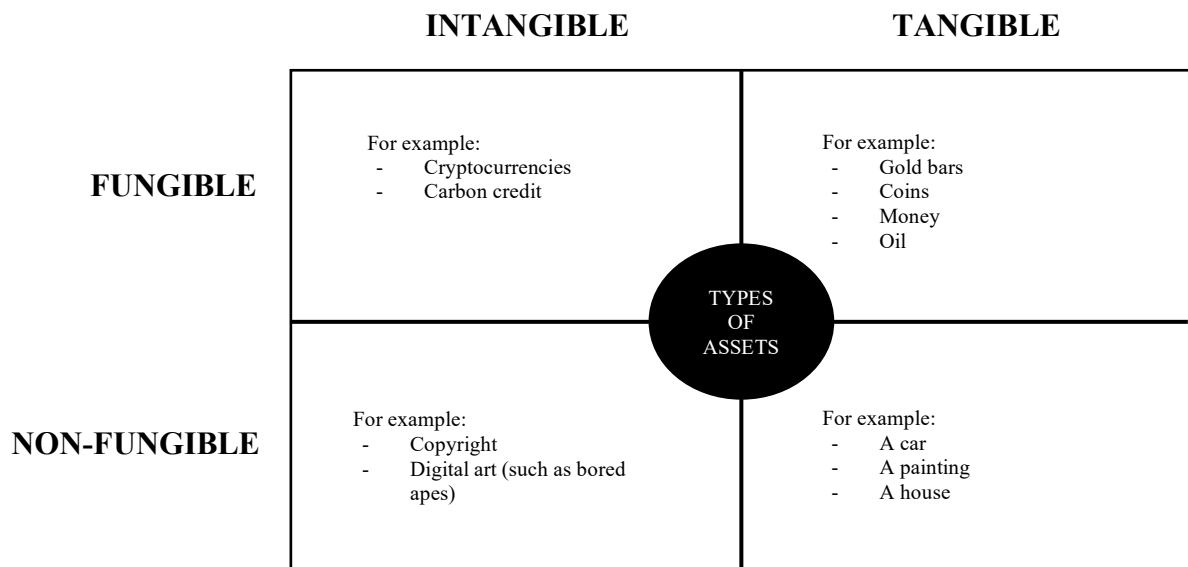 INTANGIBLE
TANGIBLE
FUNGIBLE
For example:
- Cryptocurrencies
- Carbon credit
For example:
- Gold bars
- Coins
- Money
- Oil
TYPES
OF
ASSETS
NON-FUNGIBLE
For example:
- Copyright
- Digital art (such as bored
apes)
For example:
- A car
- A painting
- A house